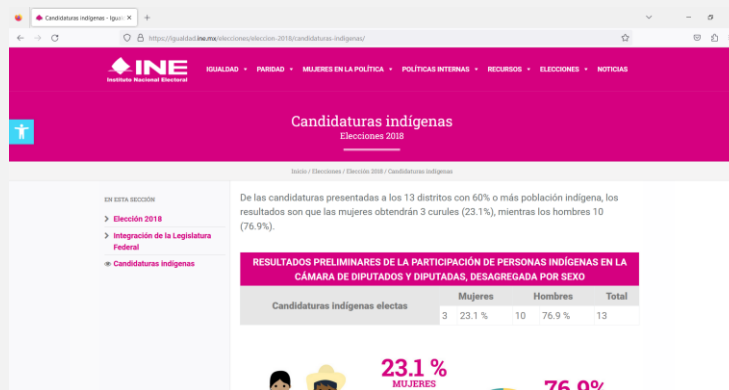 Candidaturas indígenas - Igual
https://igualdad.ine.mx/elecciones/eleccion-2018/candidaturas-indigenas/
INE
Instituto Nacional Electoral
IGUALDAD PARIDAD MUJERES EN LA POLÍTICA POLÍTICAS INTERNAS RECURSOS ELECCIONES NOTICIAS
Candidaturas indígenas
Elecciones 2018
Inicio / Elecciones / Elección 2018 / Candidaturas indígenas
EN ESTA SECCIÓN
Elección 2018
Integración de la Legislatura
Federal
Candidaturas indígenas
De las candidaturas presentadas a los 13 distritos con 60% o más población indígena, los
resultados son que las mujeres obtendrán 3 curules (23.1%), mientras los hombres 10
(76.9%).
RESULTADOS PRELIMINARES DE LA PARTICIPACIÓN DE PERSONAS INDÍGENAS EN LA
CÁMARA DE DIPUTADOS Y DIPUTADAS, DESAGREGADA POR SEXO
Candidaturas indígenas electas
Mujeres Hombres Total
3 23.1 % 10 76.9 % 13
23.1 %
MUJERES
76.9%